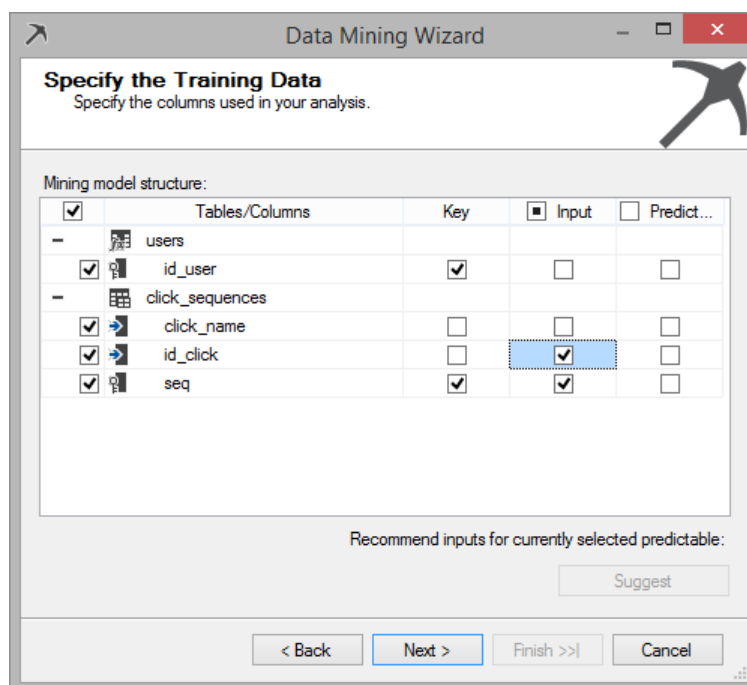 Data Mining Wizard
Specify the Training Data
Specify the columns used in your analysis.
Mining model structure:
Tables/Columns Key Input Predict...
users
id_user
click_sequences
click_name
id_click
seq
Recommend inputs for currently selected predictable:
Suggest
< Back Next > Finish >>| Cancel